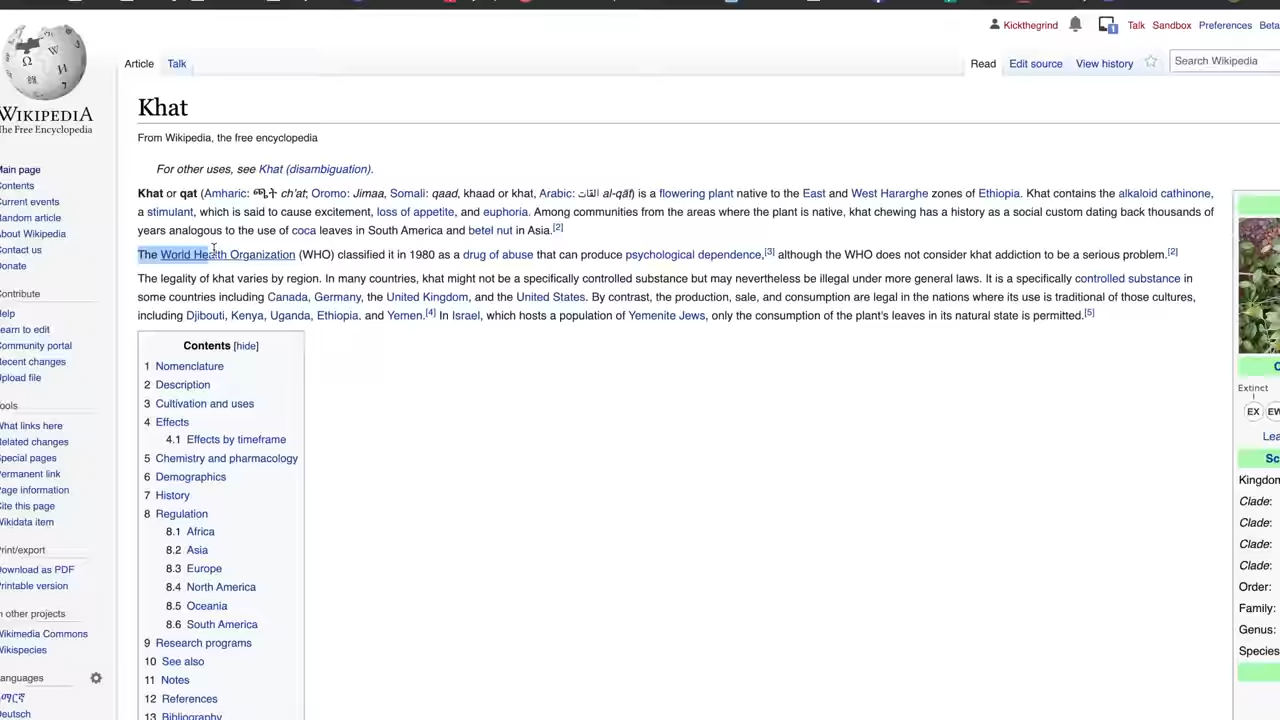 Kickthegrind Talk Sandbox Preferences Beta
Article Talk Read Edit source View history Search Wikipedia
WIKIPEDIA
The Free Encyclopedia
Khat
From Wikipedia, the free encyclopedia
For other uses, see Khat (disambiguation).
Khat or qat (Amharic: ጫት ch'at; Oromo: Jimaa, Somali: qaad, khaad or khat, Arabic: القات al-qāt) is a flowering plant native to the East and West Hararghe zones of Ethiopia. Khat contains the alkaloid cathinone,
a stimulant, which is said to cause excitement, loss of appetite, and euphoria. Among communities from the areas where the plant is native, khat chewing has a history as a social custom dating back thousands of
years analogous to the use of coca leaves in South America and betel nut in Asia.[2]
The World Health Organization (WHO) classified it in 1980 as a drug of abuse that can produce psychological dependence,[3] although the WHO does not consider khat addiction to be a serious problem.[2]
The legality of khat varies by region. In many countries, khat might not be a specifically controlled substance but may nevertheless be illegal under more general laws. It is a specifically controlled substance in
some countries including Canada, Germany, the United Kingdom, and the United States. By contrast, the production, sale, and consumption are legal in the nations where its use is traditional of those cultures,
including Djibouti, Kenya, Uganda, Ethiopia, and Yemen.[4] In Israel, which hosts a population of Yemenite Jews, only the consumption of the plant's leaves in its natural state is permitted.[5]
Contents [hide]
1 Nomenclature
2 Description
3 Cultivation and uses
4 Effects
4.1 Effects by timeframe
5 Chemistry and pharmacology
6 Demographics
7 History
8 Regulation
8.1 Africa
8.2 Asia
8.3 Europe
8.4 North America
8.5 Oceania
8.6 South America
9 Research programs
10 See also
11 Notes
12 References
13 Bibliography
Main page
Contents
Current events
Random article
About Wikipedia
Contact us
Donate
Contribute
Help
Learn to edit
Community portal
Recent changes
Upload file
Tools
What links here
Related changes
Special pages
Permanent link
Page information
Cite this page
Wikidata item
Print/export
Download as PDF
Printable version
In other projects
Wikimedia Commons
Wikispecies
Languages
አማርኛ
Deutsch
Extinct
EX EW
Lea
Sc
Kingdom
Clade:
Clade:
Clade:
Clade:
Order:
Family:
Genus:
Species